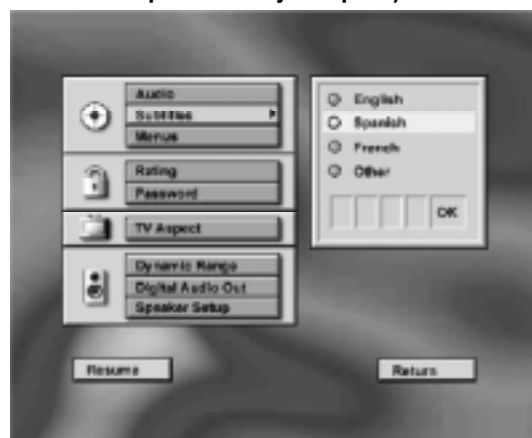 Audio
Subtitles
Menus
Rating
Password
TV Aspect
Dynamic Range
Digital Audio Out
Speaker Setup
English
Spanish
French
Other
OK
Resume
Return